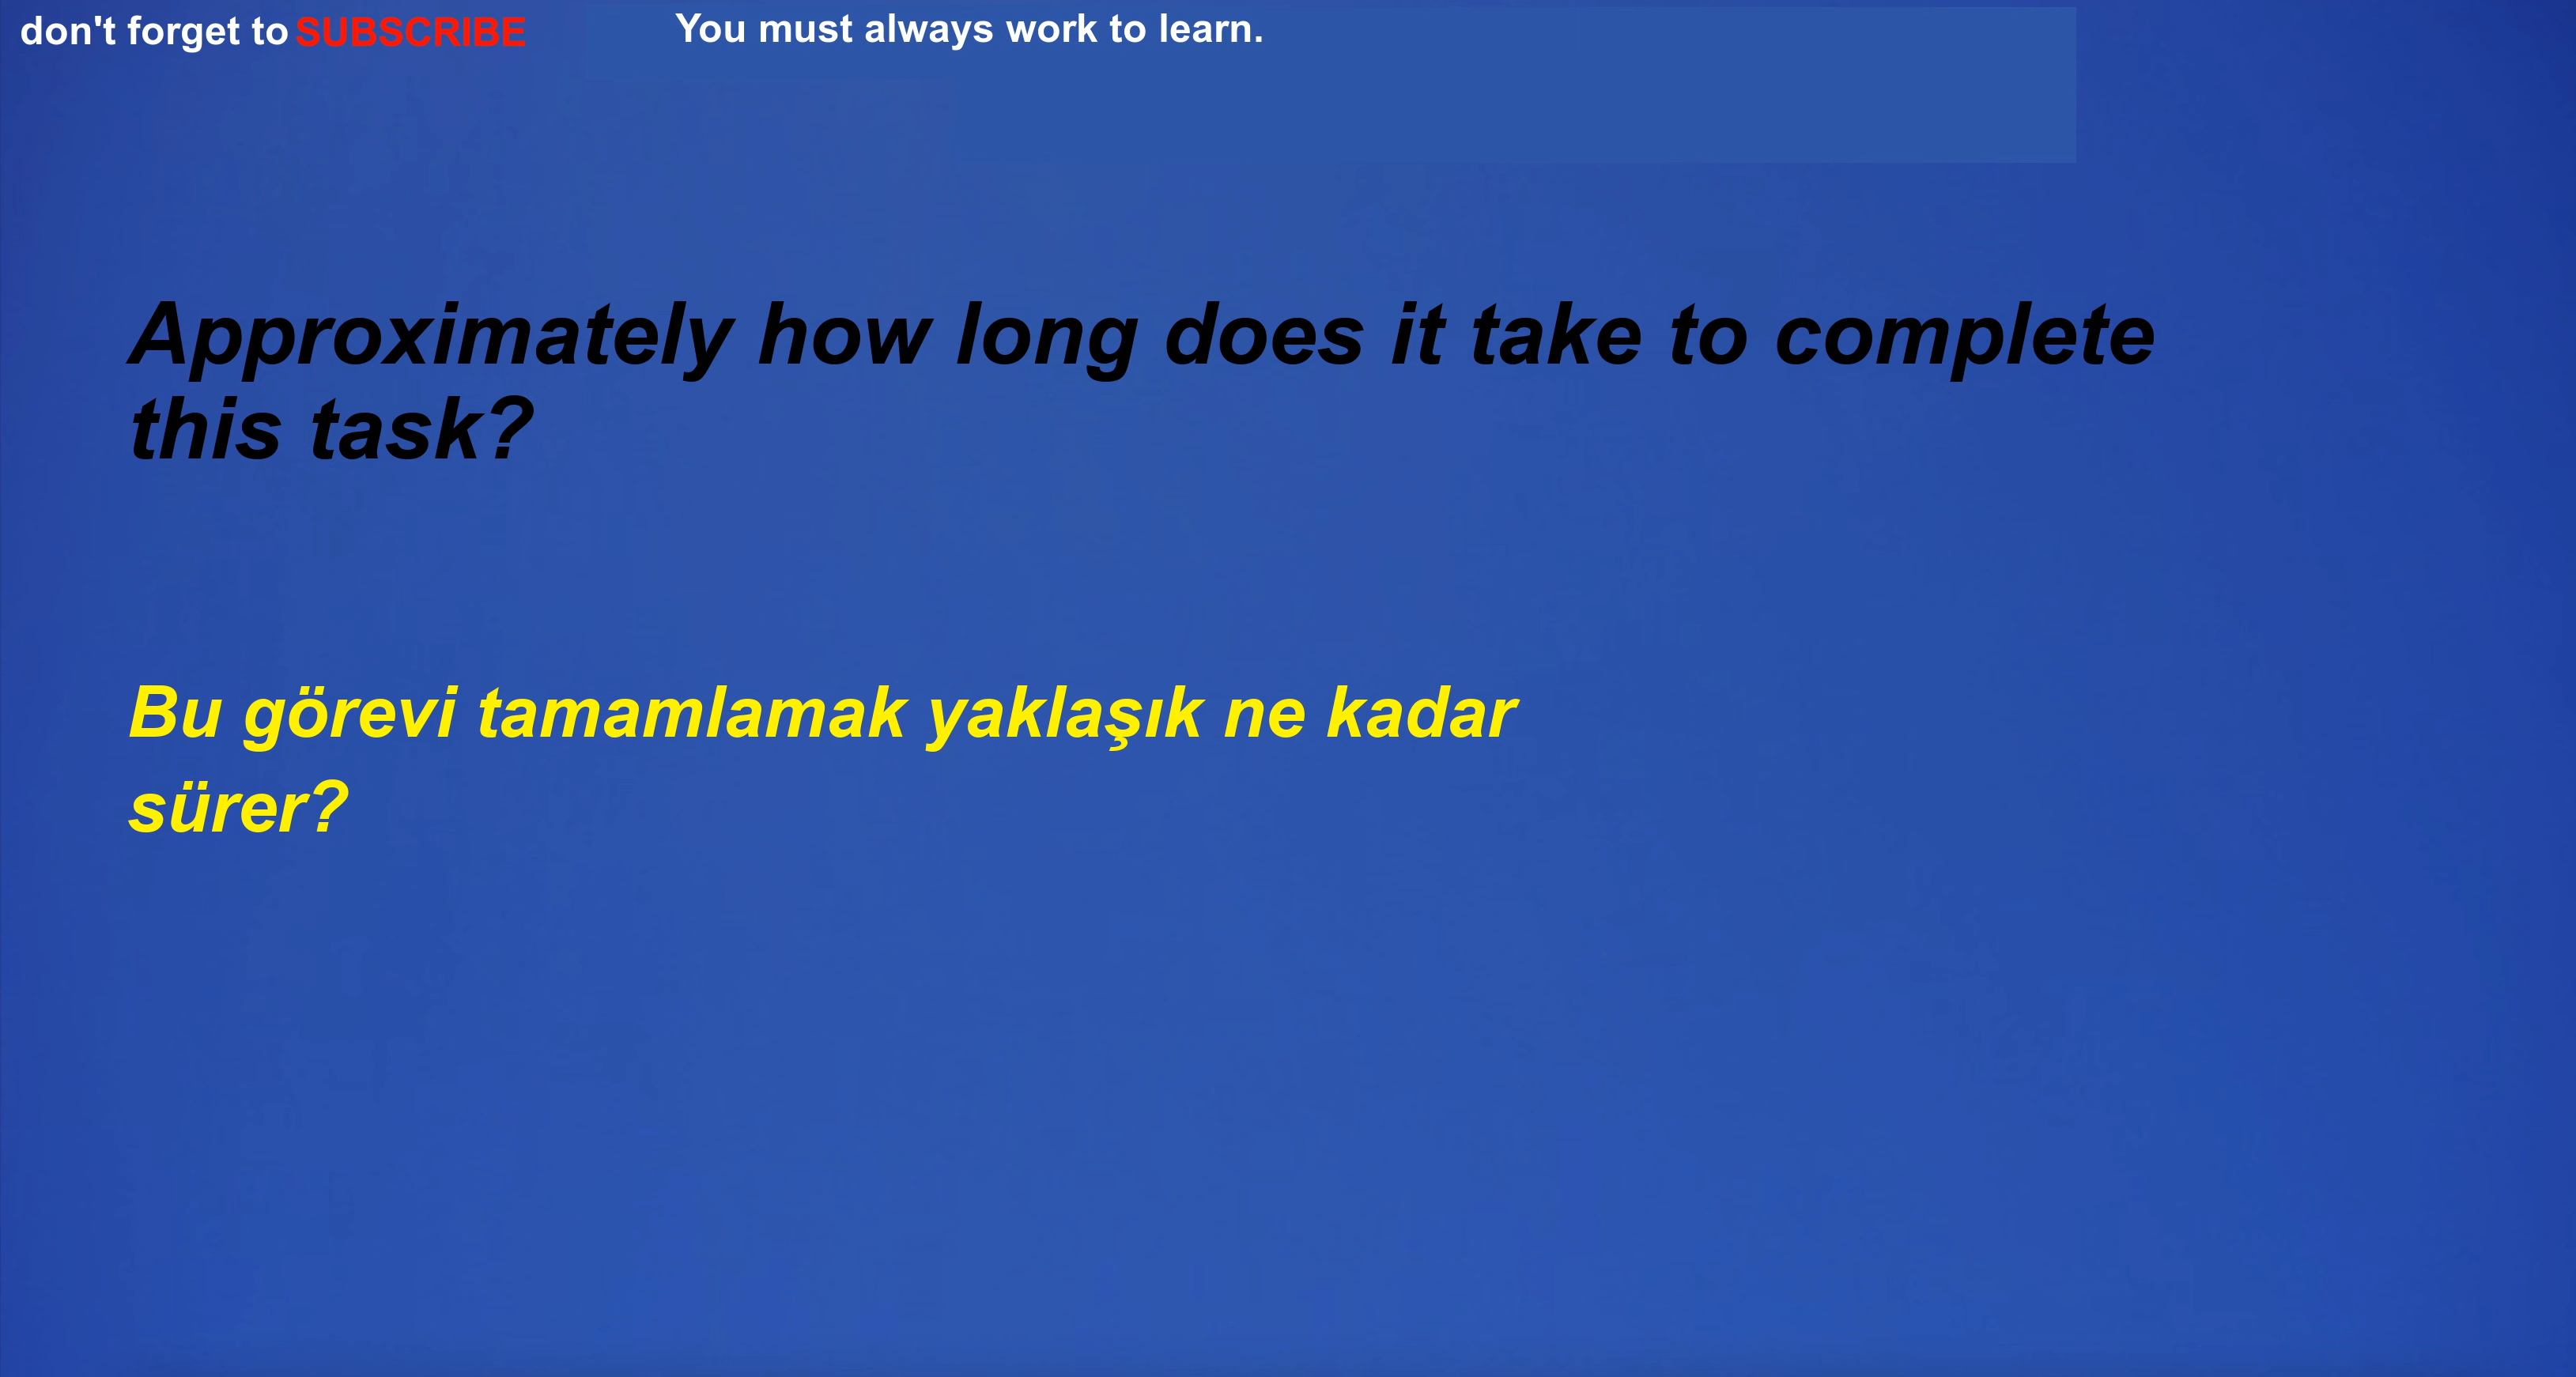 don't forget to SUBSCRIBE
You must always work to learn.
Approximately how long does it take to complete
this task?
Bu görevi tamamlamak yaklaşık ne kadar
sürer?